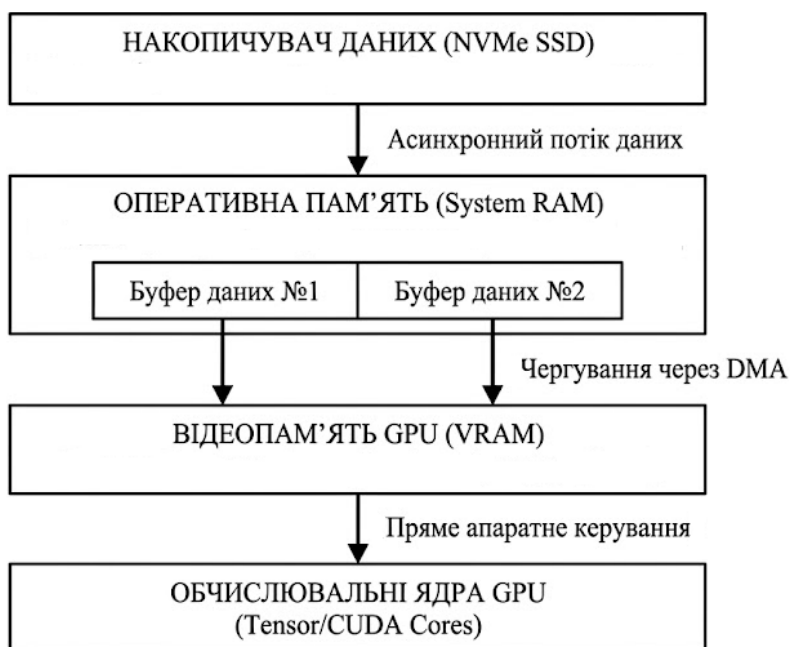 НАКОПИЧУВАЧ ДАНИХ (NVMe SSD)
Асинхронний потік даних
ОПЕРАТИВНА ПАМ’ЯТЬ (System RAM)
Буфер даних №1
Буфер даних №2
Чергування через DMA
ВІДЕОПАМ’ЯТЬ GPU (VRAM)
Пряме апаратне керування
ОБЧИСЛЮВАЛЬНІ ЯДРА GPU
(Tensor/CUDA Cores)